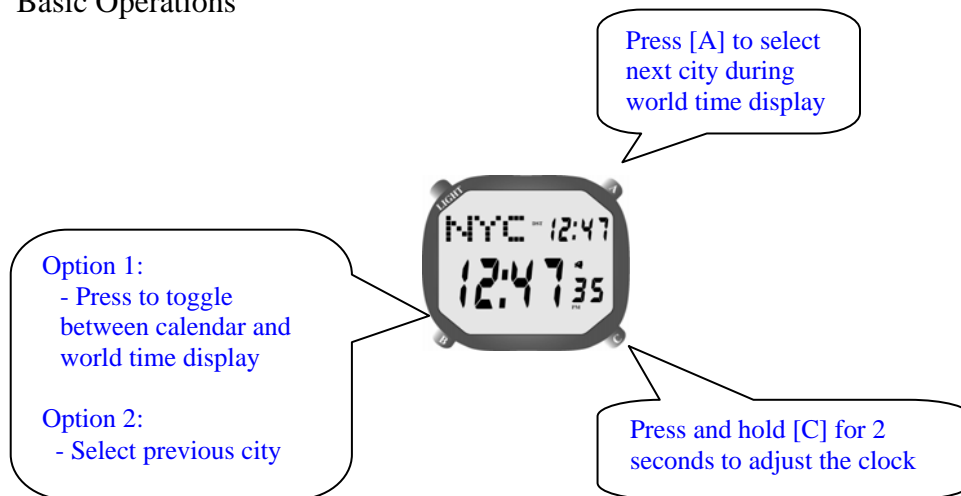 Basic Operations
Press [A] to select
next city during
world time display
LIGHT
A
NYC 12:47
12:47 35
PM
B
C
Option 1:
- Press to toggle
between calendar and
world time display
Option 2:
- Select previous city
Press and hold [C] for 2
seconds to adjust the clock